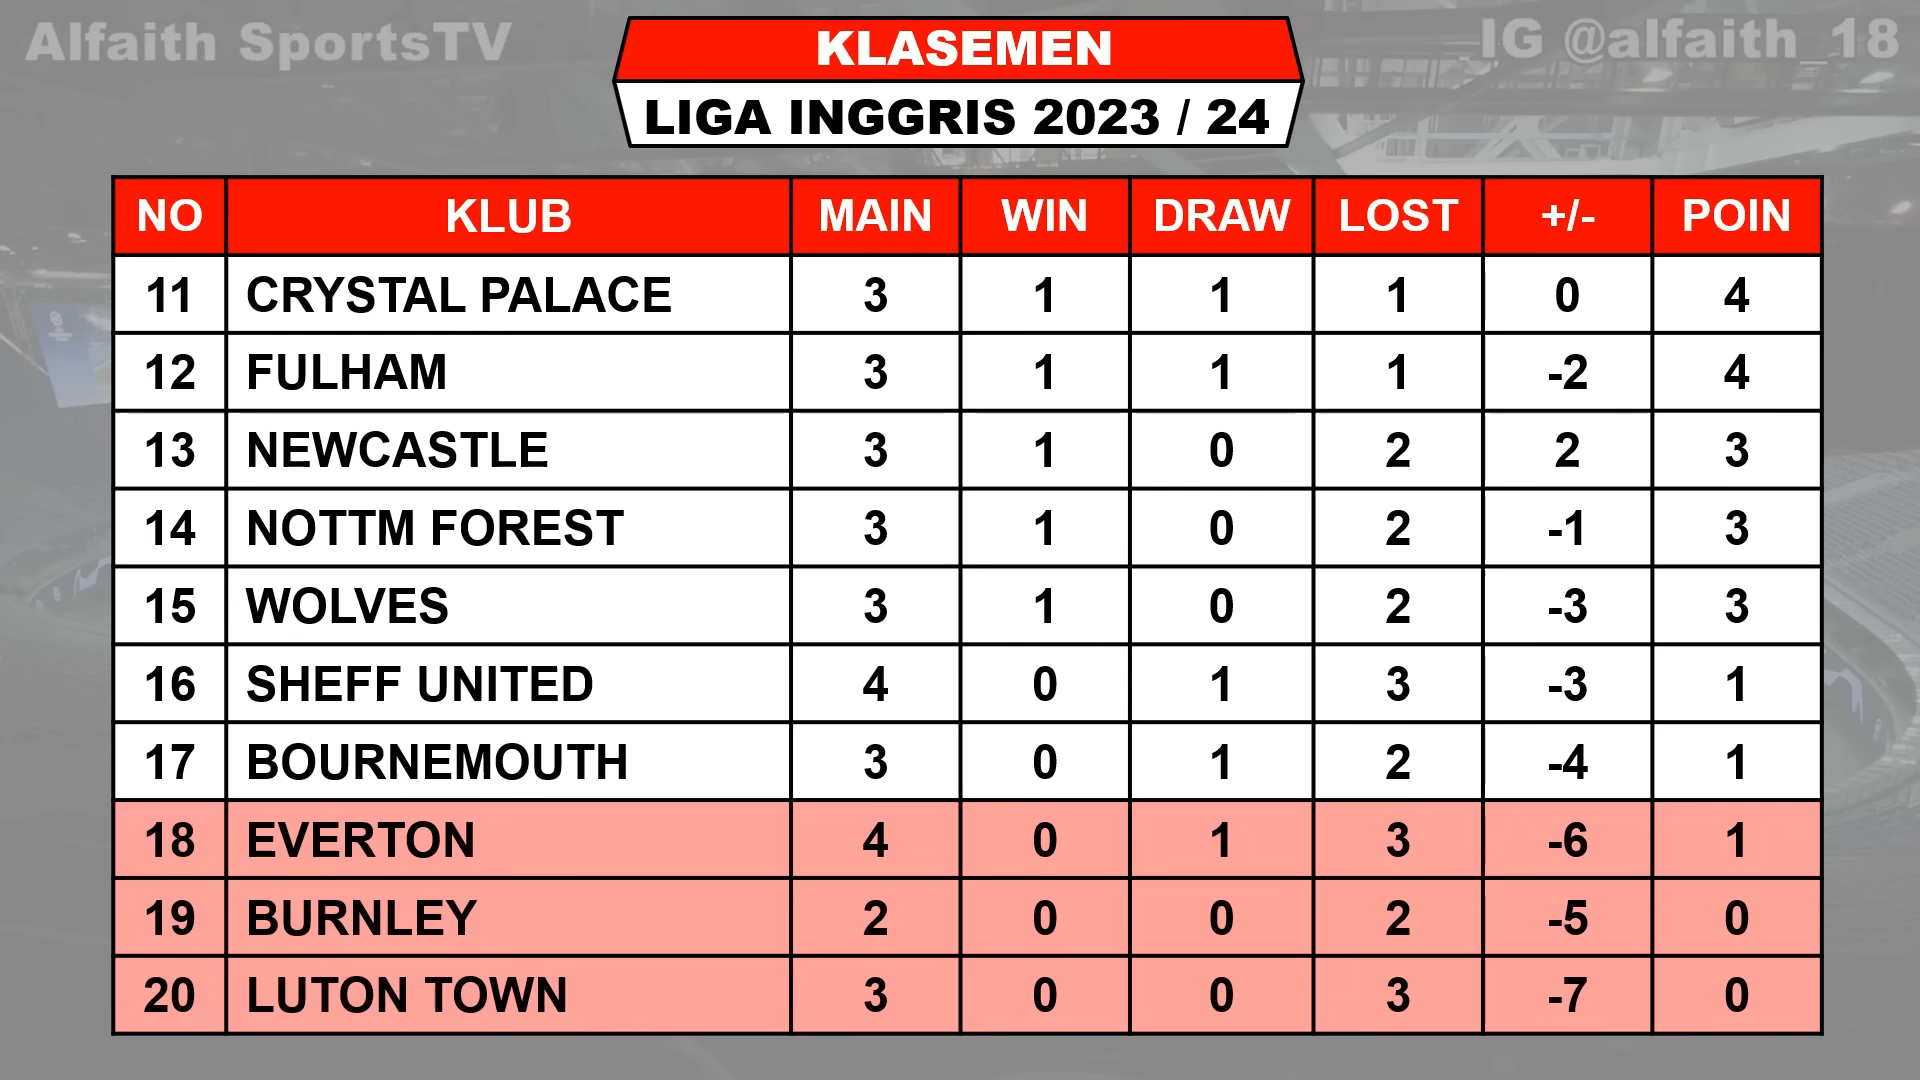 Alfaith SportsTV
KLASEMEN
IG @alfaith_18
LIGA INGGRIS 2023 / 24
NO KLUB MAIN WIN DRAW LOST +/- POIN
11 CRYSTAL PALACE 3 1 1 1 0 4
12 FULHAM 3 1 1 1 -2 4
13 NEWCASTLE 3 1 0 2 2 3
14 NOTTM FOREST 3 1 0 2 -1 3
15 WOLVES 3 1 0 2 -3 3
16 SHEFF UNITED 4 0 1 3 -3 1
17 BOURNEMOUTH 3 0 1 2 -4 1
18 EVERTON 4 0 1 3 -6 1
19 BURNLEY 2 0 0 2 -5 0
20 LUTON TOWN 3 0 0 3 -7 0